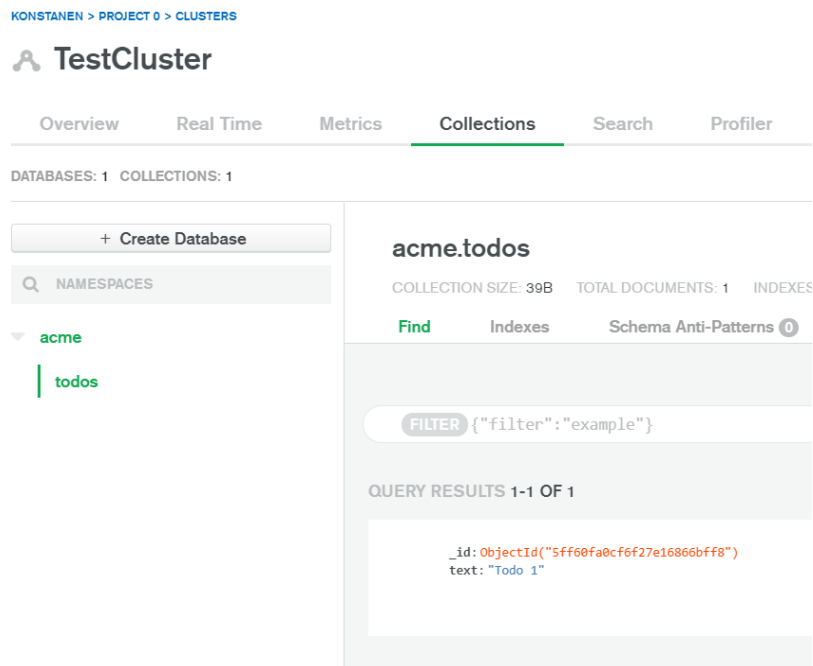 KONSTANEN > PROJECT 0 > CLUSTERS
TestCluster
Overview Real Time Metrics Collections Search Profiler
DATABASES: 1 COLLECTIONS: 1
+ Create Database
NAMESPACES
acme
todos
acme.todos
COLLECTION SIZE: 39B TOTAL DOCUMENTS: 1 INDEXES
Find Indexes Schema Anti-Patterns 0
FILTER {"filter":"example"}
QUERY RESULTS 1-1 OF 1
_id: ObjectId("5ff60fa0cf6f27e16866bff8")
text: "Todo 1"